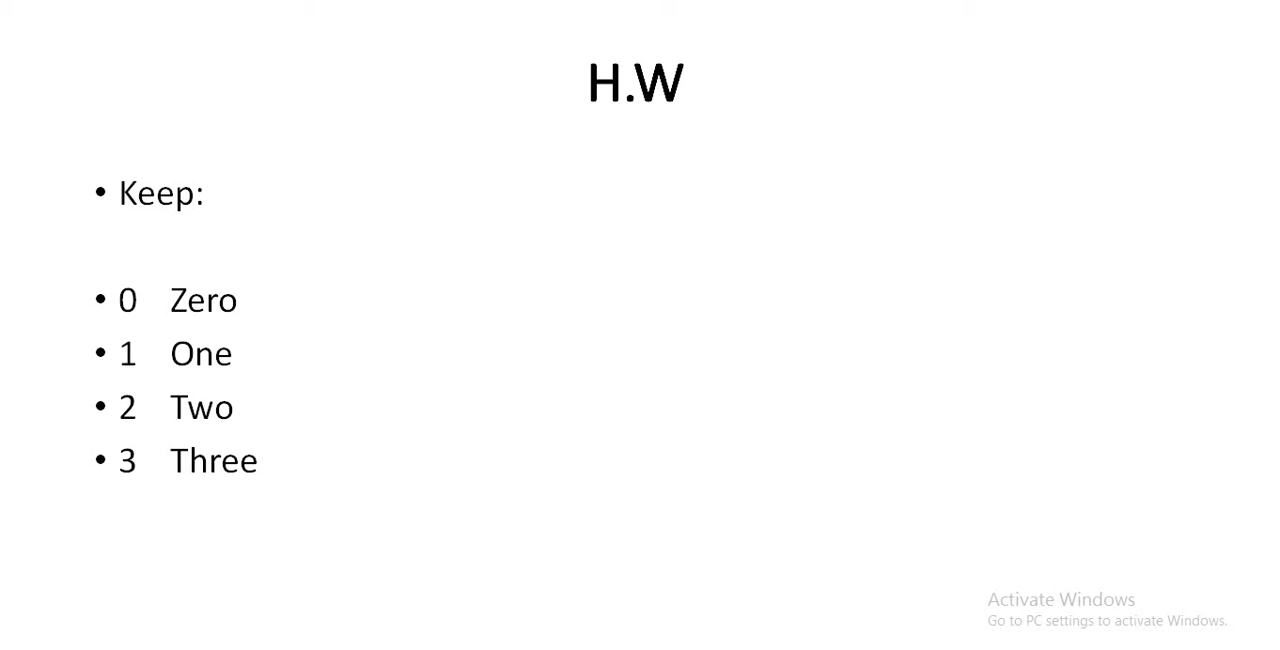 H.W
• Keep:
• 0 Zero
• 1 One
• 2 Two
• 3 Three
Activate Windows
Go to PC settings to activate Windows.